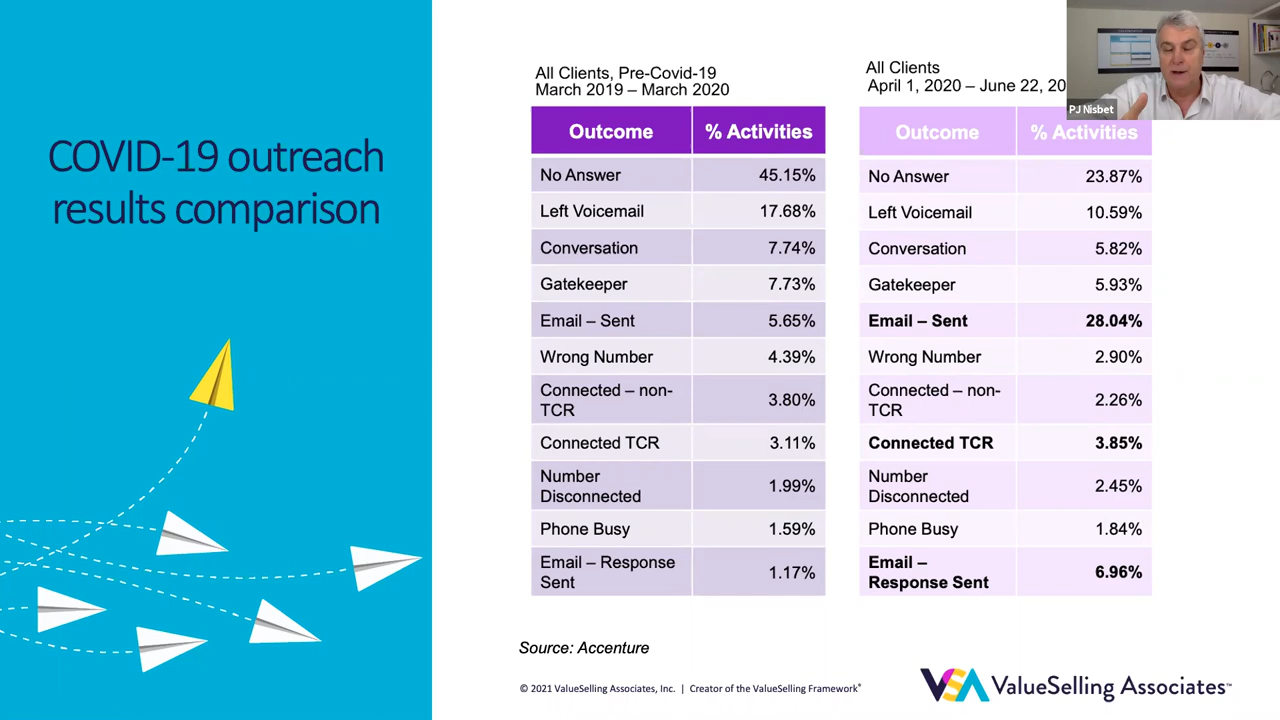 COVID-19 outreach
results comparison
All Clients, Pre-Covid-19
March 2019 – March 2020
Outcome % Activities
No Answer 45.15%
Left Voicemail 17.68%
Conversation 7.74%
Gatekeeper 7.73%
Email – Sent 5.65%
Wrong Number 4.39%
Connected – non-
TCR 3.80%
Connected TCR 3.11%
Number
Disconnected 1.99%
Phone Busy 1.59%
Email – Response
Sent 1.17%
All Clients
April 1, 2020 – June 22, 20
Outcome % Activities
No Answer 23.87%
Left Voicemail 10.59%
Conversation 5.82%
Gatekeeper 5.93%
Email – Sent 28.04%
Wrong Number 2.90%
Connected – non-
TCR 2.26%
Connected TCR 3.85%
Number
Disconnected 2.45%
Phone Busy 1.84%
Email –
Response Sent 6.96%
PJ Nisbet
Source: Accenture
© 2021 ValueSelling Associates, Inc. | Creator of the ValueSelling Framework®
VSA ValueSelling Associates™